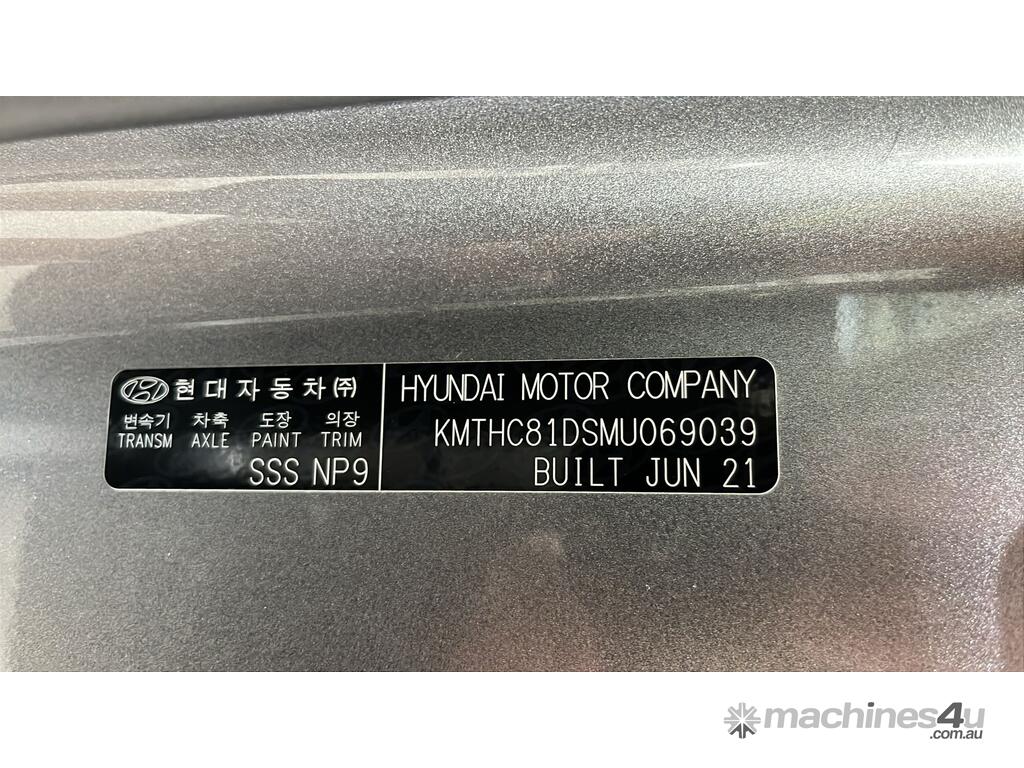 현대자동차(주)
변속기 차축 도장 의장
TRANSM AXLE PAINT TRIM
SSS NP9
HYUNDAI MOTOR COMPANY
KMTHC81DSMU069039
BUILT JUN 21
machines4u
.com.au